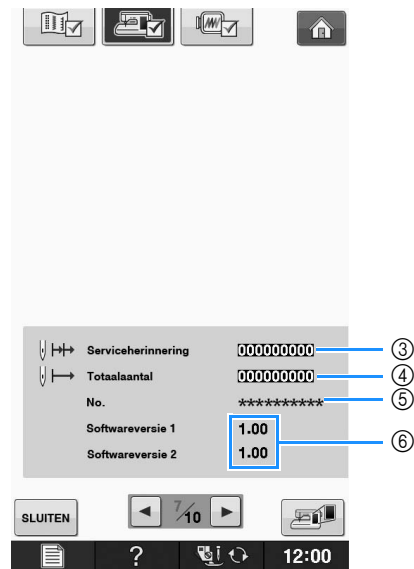 Serviceherinnering 000000000 ③
Totaalaantal 000000000 ④
No. ********** ⑤
Softwareversie 1 1.00
Softwareversie 2 1.00 ⑥
SLUITEN 7/10
? 12:00